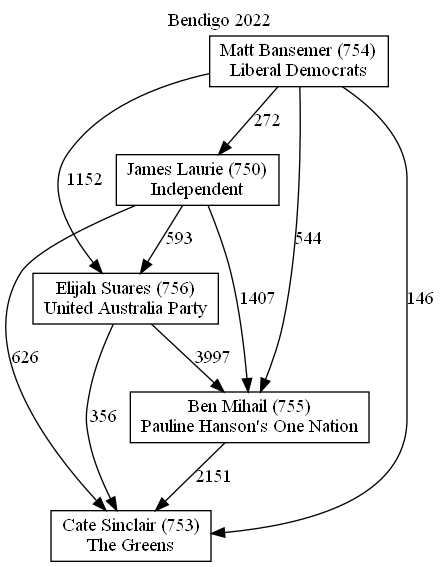 Bendigo 2022
Matt Bansemer (754)
Liberal Democrats
272
James Laurie (750)
Independent
1152
593
544
Elijah Suares (756)
United Australia Party
1407
146
626
356
3997
Ben Mihail (755)
Pauline Hanson's One Nation
2151
Cate Sinclair (753)
The Greens